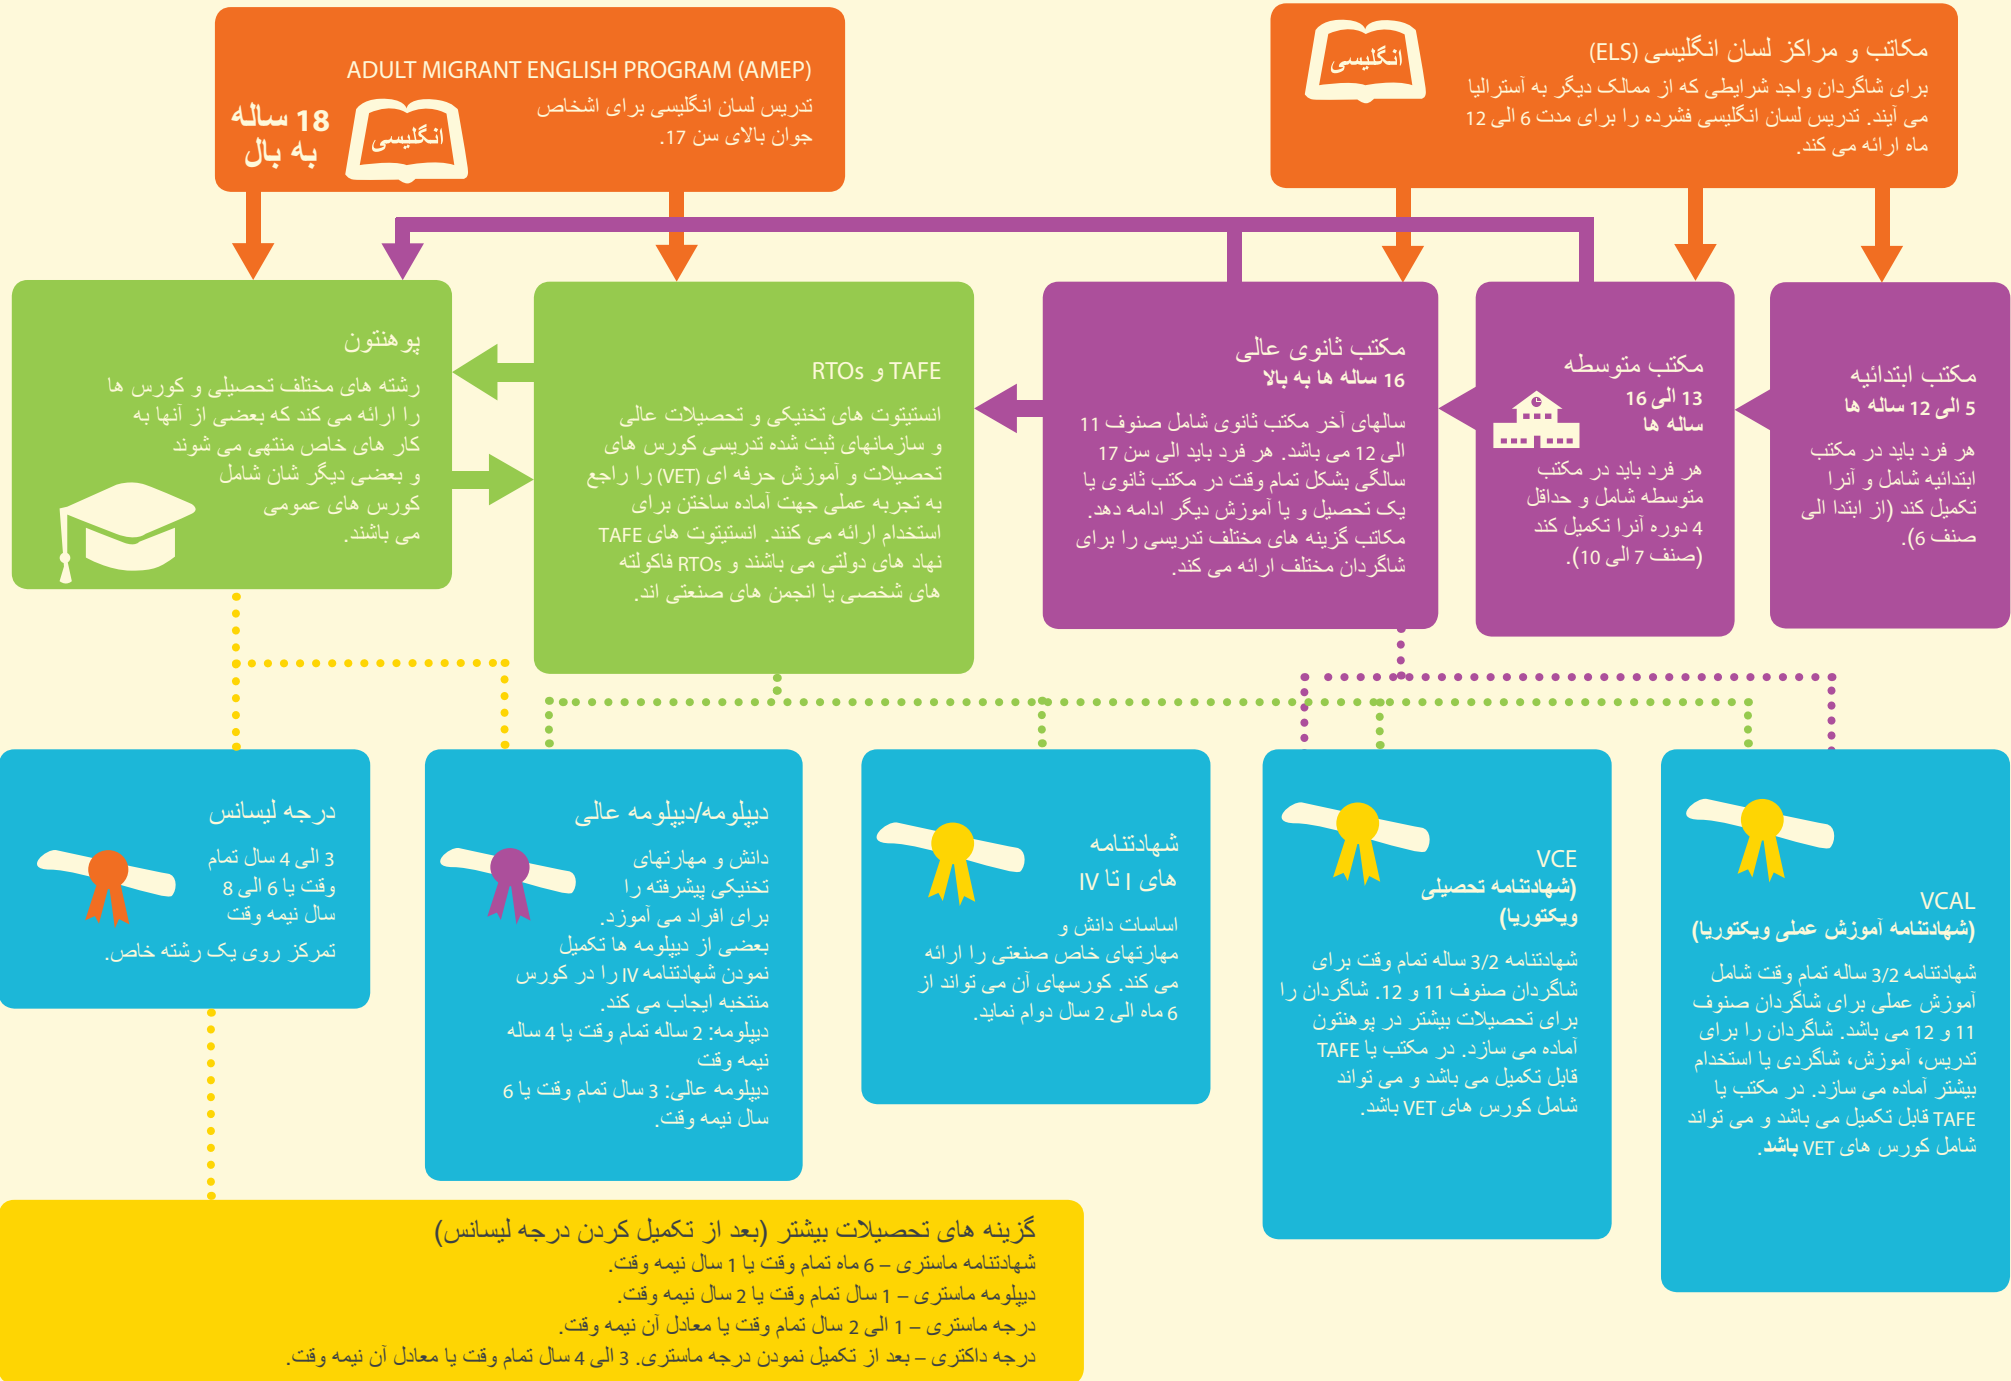 مکاتب و مراکز لسان انگلیسی (ELS)
برای شاگردان واجد شرایطی که از ممالک دیگر به آسترالیا
می آیند. تدریس لسان انگلیسی فشرده را برای مدت 6 الی 12
ماه ارائه می کند.
انگلیسی
ADULT MIGRANT ENGLISH PROGRAM (AMEP)
تدریس لسان انگلیسی برای اشخاص
جوان بالای سن 17.
انگلیسی
18 ساله
به بال
مکتب ابتدائیه
5 الی 12 ساله ها
هر فرد باید در مکتب
ابتدائیه شامل و آنرا
تکمیل کند (از ابتدا الی
صنف 6).
مکتب متوسطه
13 الی 16
ساله ها
هر فرد باید در مکتب
متوسطه شامل و حداقل
4 دوره آنرا تکمیل کند
(صنف 7 الی 10).
مکتب ثانوی عالی
16 ساله ها به بالا
سالهای آخر مکتب ثانوی شامل صنوف 11
الی 12 می باشد. هر فرد باید الی سن 17
سالگی بشکل تمام وقت در مکتب ثانوی یا
یک تحصیل و یا آموزش دیگر ادامه دهد.
مکاتب گزینه های مختلف تدریسی را برای
شاگردان مختلف ارائه می کند.
TAFE و RTOs
انستیتوت های تخنیکی و تحصیلات عالی
و سازمانهای ثبت شده تدریسی کورس های
تحصیلات و آموزش حرفه ای (VET) را راجع
به تجربه عملی جهت آماده ساختن برای
استخدام ارائه می کنند. انستیتوت های TAFE
نهاد های دولتی می باشند و RTOs فاکولته
های شخصی یا انجمن های صنعتی اند.
پوهنتون
رشته های مختلف تحصیلی و کورس ها
را ارائه می کند که بعضی از آنها به
کار های خاص منتهی می شوند
و بعضی دیگر شان شامل
کورس های عمومی
می باشند.
VCAL
(شهادتنامه آموزش عملی ویکتوریا)
شهادتنامه 3/2 ساله تمام وقت شامل
آموزش عملی برای شاگردان صنوف
11 و 12 می باشد. شاگردان را برای
تدریس، آموزش، شاگردی یا استخدام
بیشتر آماده می سازد. در مکتب یا
TAFE قابل تکمیل می باشد و می تواند
شامل کورس های VET باشد.
VCE
(شهادتنامه تحصیلی
ویکتوریا)
شهادتنامه 3/2 ساله تمام وقت برای
شاگردان صنوف 11 و 12. شاگردان را
برای تحصیلات بیشتر در پوهنتون
آماده می سازد. در مکتب یا TAFE
قابل تکمیل می باشد و می تواند
شامل کورس های VET باشد.
شهادتنامه
های I تا IV
اساسات دانش و
مهارتهای خاص صنعتی را ارائه
می کند. کورسهای آن می تواند از
6 ماه الی 2 سال دوام نماید.
دیپلومه/دیپلومه عالی
دانش و مهارتهای
تخنیکی پیشرفته را
برای افراد می آموزد.
بعضی از دیپلومه ها تکمیل
نمودن شهادتنامه IV را در کورس
منتخبه ایجاب می کند.
دیپلومه: 2 ساله تمام وقت یا 4 ساله
نیمه وقت
دیپلومه عالی: 3 سال تمام وقت یا 6
سال نیمه وقت.
درجه لیسانس
3 الی 4 سال تمام
وقت یا 6 الی 8
سال نیمه وقت
تمرکز روی یک رشته خاص.
گزینه های تحصیلات بیشتر (بعد از تکمیل کردن درجه لیسانس)
شهادتنامه ماستری – 6 ماه تمام وقت یا 1 سال نیمه وقت.
دیپلومه ماستری – 1 سال تمام وقت یا 2 سال نیمه وقت.
درجه ماستری – 1 الی 2 سال تمام وقت یا معادل آن نیمه وقت.
درجه داکتری – بعد از تکمیل نمودن درجه ماستری. 3 الی 4 سال تمام وقت یا معادل آن نیمه وقت.